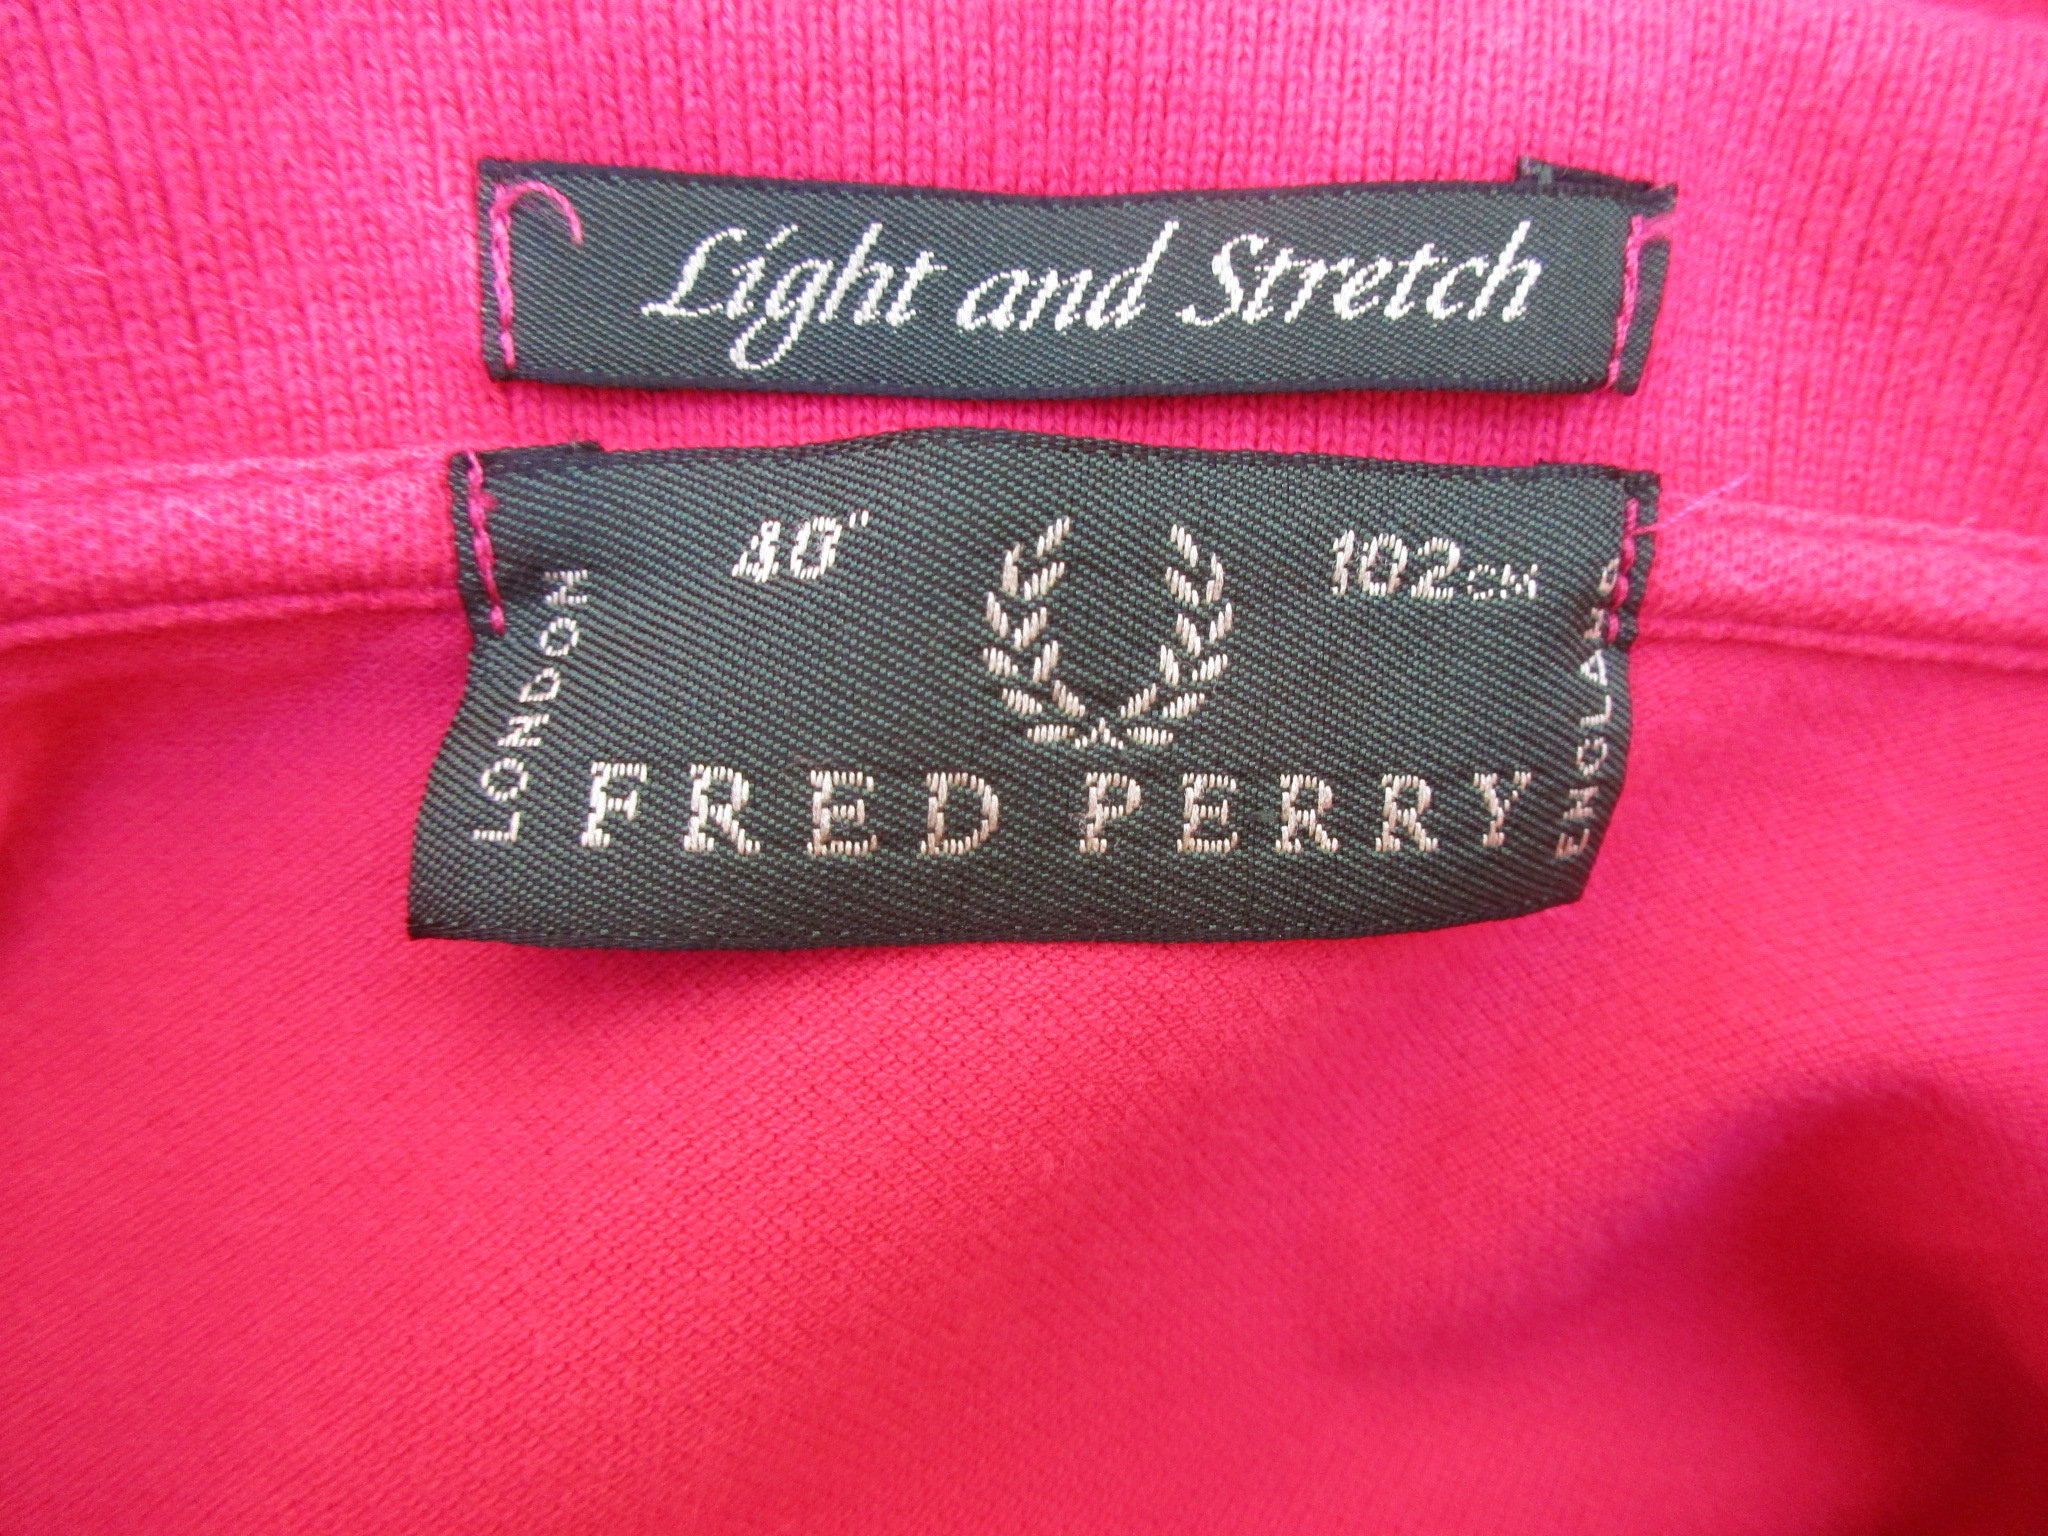 Light and Stretch
40" 102CM
LONDON
FRED PERRY
ENGLAND